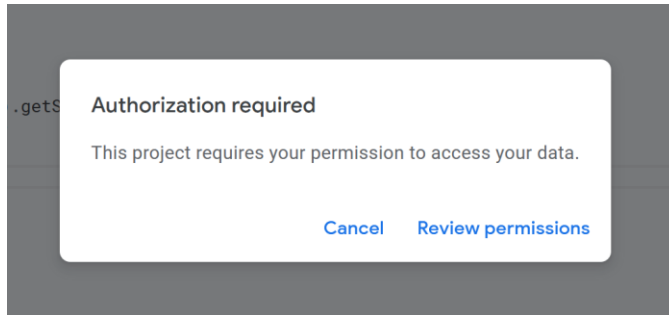 Authorization required
.getS
This project requires your permission to access your data.
Cancel Review permissions